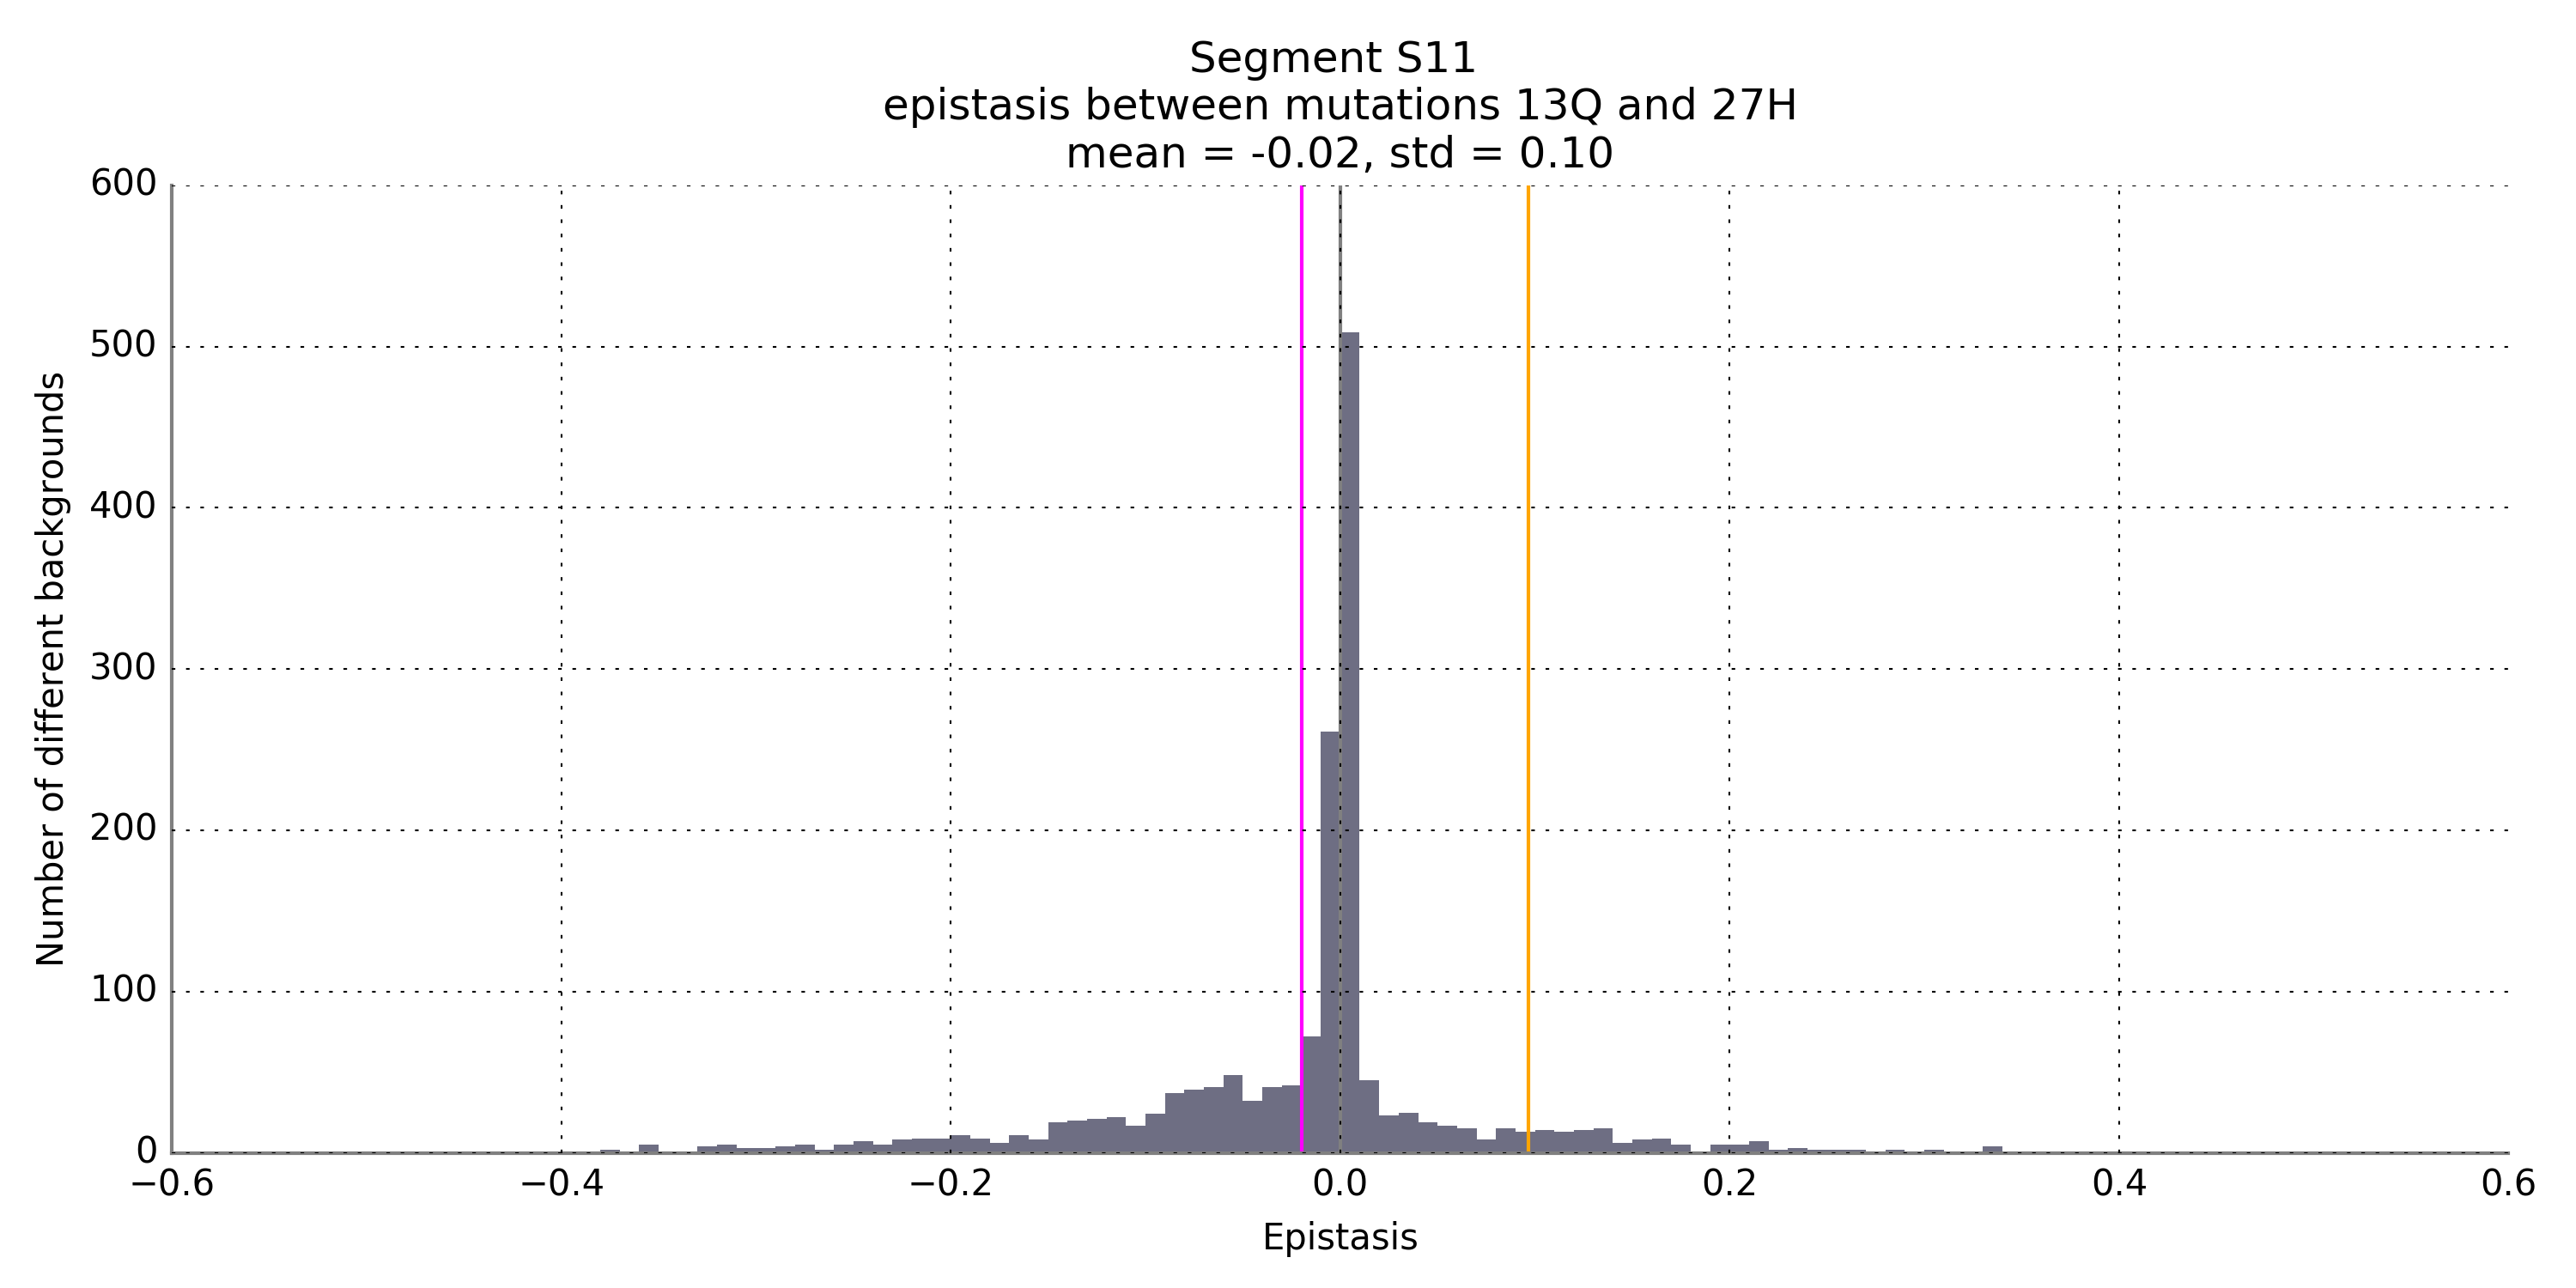 Segment S11
epistasis between mutations 13Q and 27H
mean = -0.02, std = 0.10
600
500
400
300
200
100
0
Number of different backgrounds
−0.6 −0.4 −0.2 0.0 0.2 0.4 0.6
Epistasis